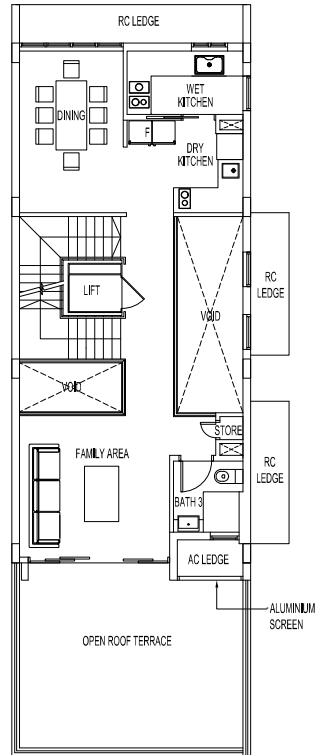 RC LEDGE
WET
KITCHEN
DINING
F
DRY
KITCHEN
LIFT
VOID
RC
LEDGE
VOID
STORE
FAMILY AREA
RC
LEDGE
BATH 3
AC LEDGE
ALUMINIUM
SCREEN
OPEN ROOF TERRACE